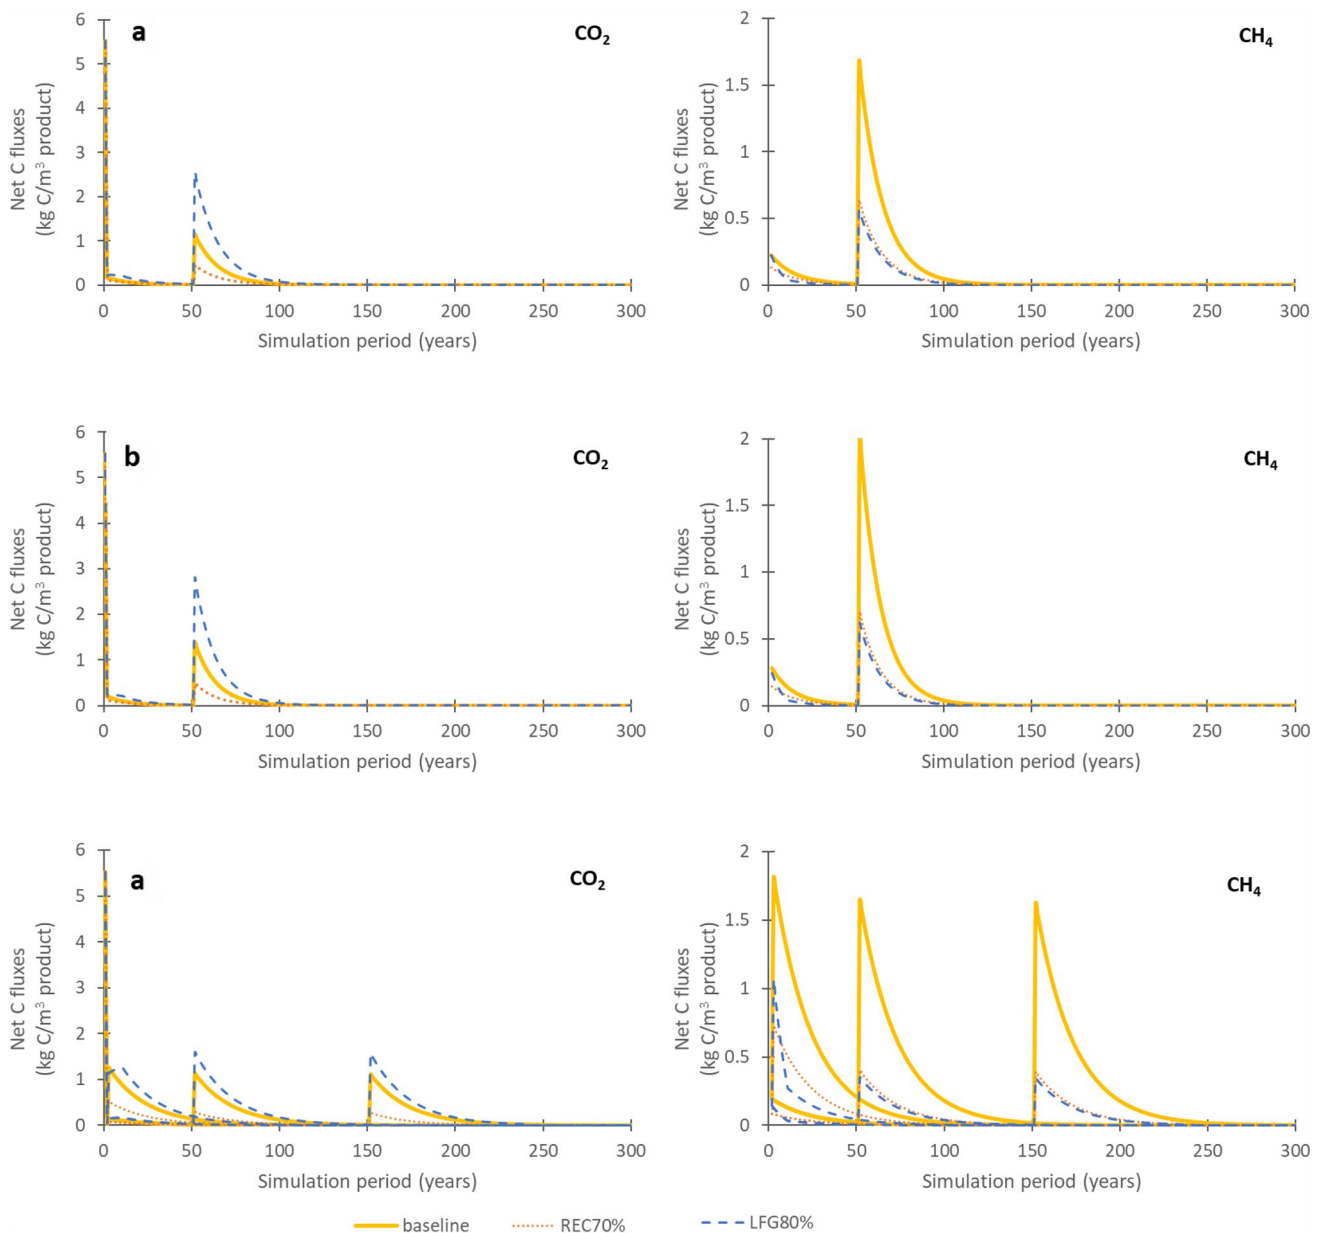 a
CO₂
Net C fluxes
(kg C/m³ product)
6
5
4
3
2
1
0
0 50 100 150 200 250 300
Simulation period (years)
CH₄
Net C fluxes
(kg C/m³ product)
2
1.5
1
0.5
0
0 50 100 150 200 250 300
Simulation period (years)
b
CO₂
Net C fluxes
(kg C/m³ product)
6
5
4
3
2
1
0
0 50 100 150 200 250 300
Simulation period (years)
CH₄
Net C fluxes
(kg C/m³ product)
2
1.5
1
0.5
0
0 50 100 150 200 250 300
Simulation period (years)
a
CO₂
Net C fluxes
(kg C/m³ product)
6
5
4
3
2
1
0
0 50 100 150 200 250 300
Simulation period (years)
CH₄
Net C fluxes
(kg C/m³ product)
2
1.5
1
0.5
0
0 50 100 150 200 250 300
Simulation period (years)
baseline REC70% LFG80%